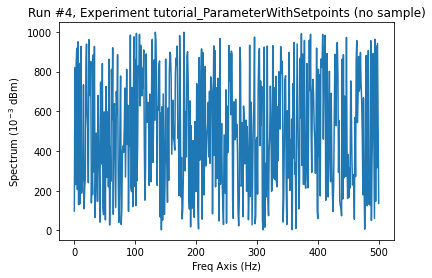 Run #4, Experiment tutorial_ParameterWithSetpoints (no sample)
1000
800
600
400
200
0
Spectrum (10⁻³ dBm)
0 100 200 300 400 500
Freq Axis (Hz)